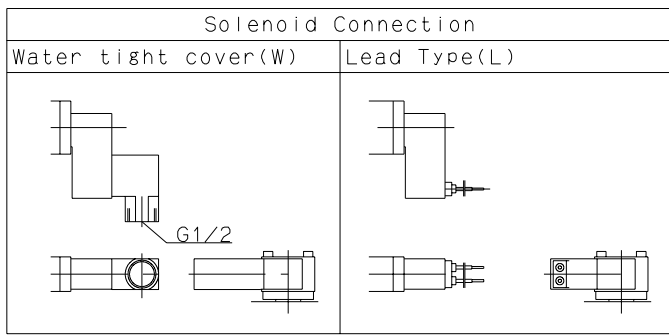 Solenoid Connection
Water tight cover(W)
Lead Type(L)
G1/2